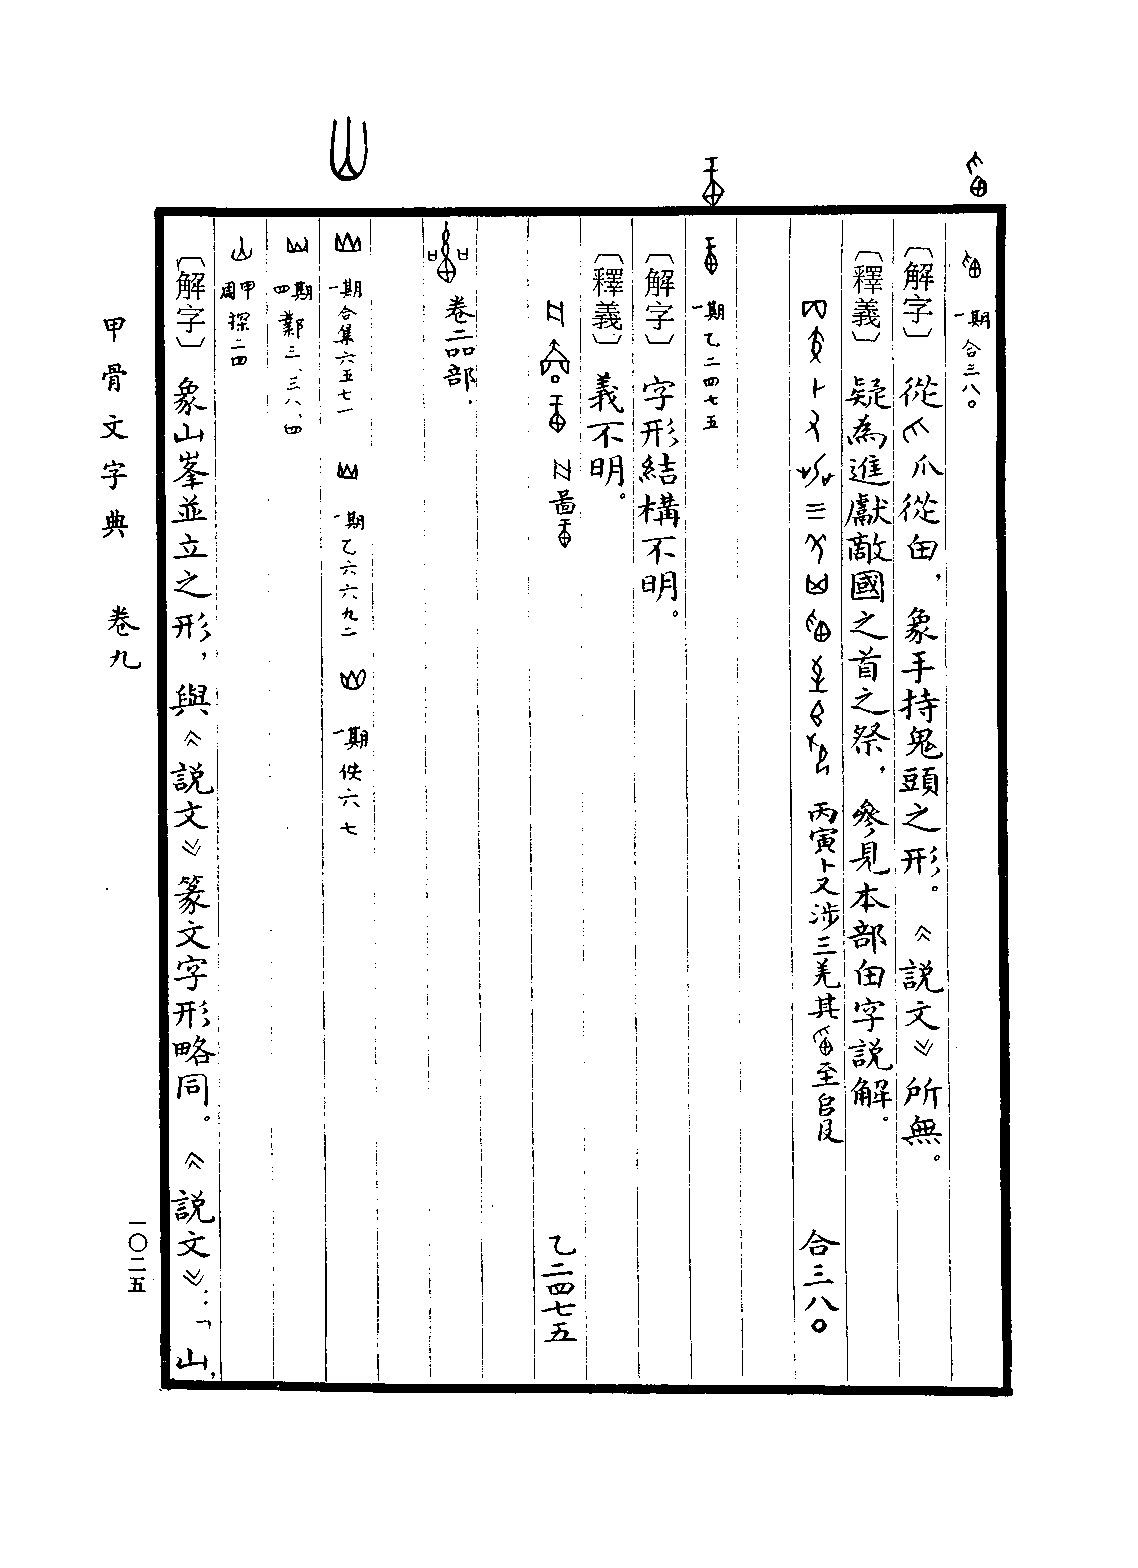 一期 合三八〇
〔解字〕 從爪從甶，象手持鬼頭之形。《説文》所無。
〔釋義〕 疑為進獻敵國之首之祭，參見本部甶字説解。
丙寅卜又涉三羌其至𠂤𠬝 合三八〇
一期 乙二四七五
〔解字〕 字形結構不明。
〔釋義〕 義不明。
乙二四七五
卷二品部．
一期 合集六五七一 一期 乙六六九二 一期 佚六七
四期 鄴三、三八、四
周甲 探二四
〔解字〕 象山峯並立之形，與《説文》篆文字形略同。《説文》：「山，
甲骨文字典 卷九
一〇二五